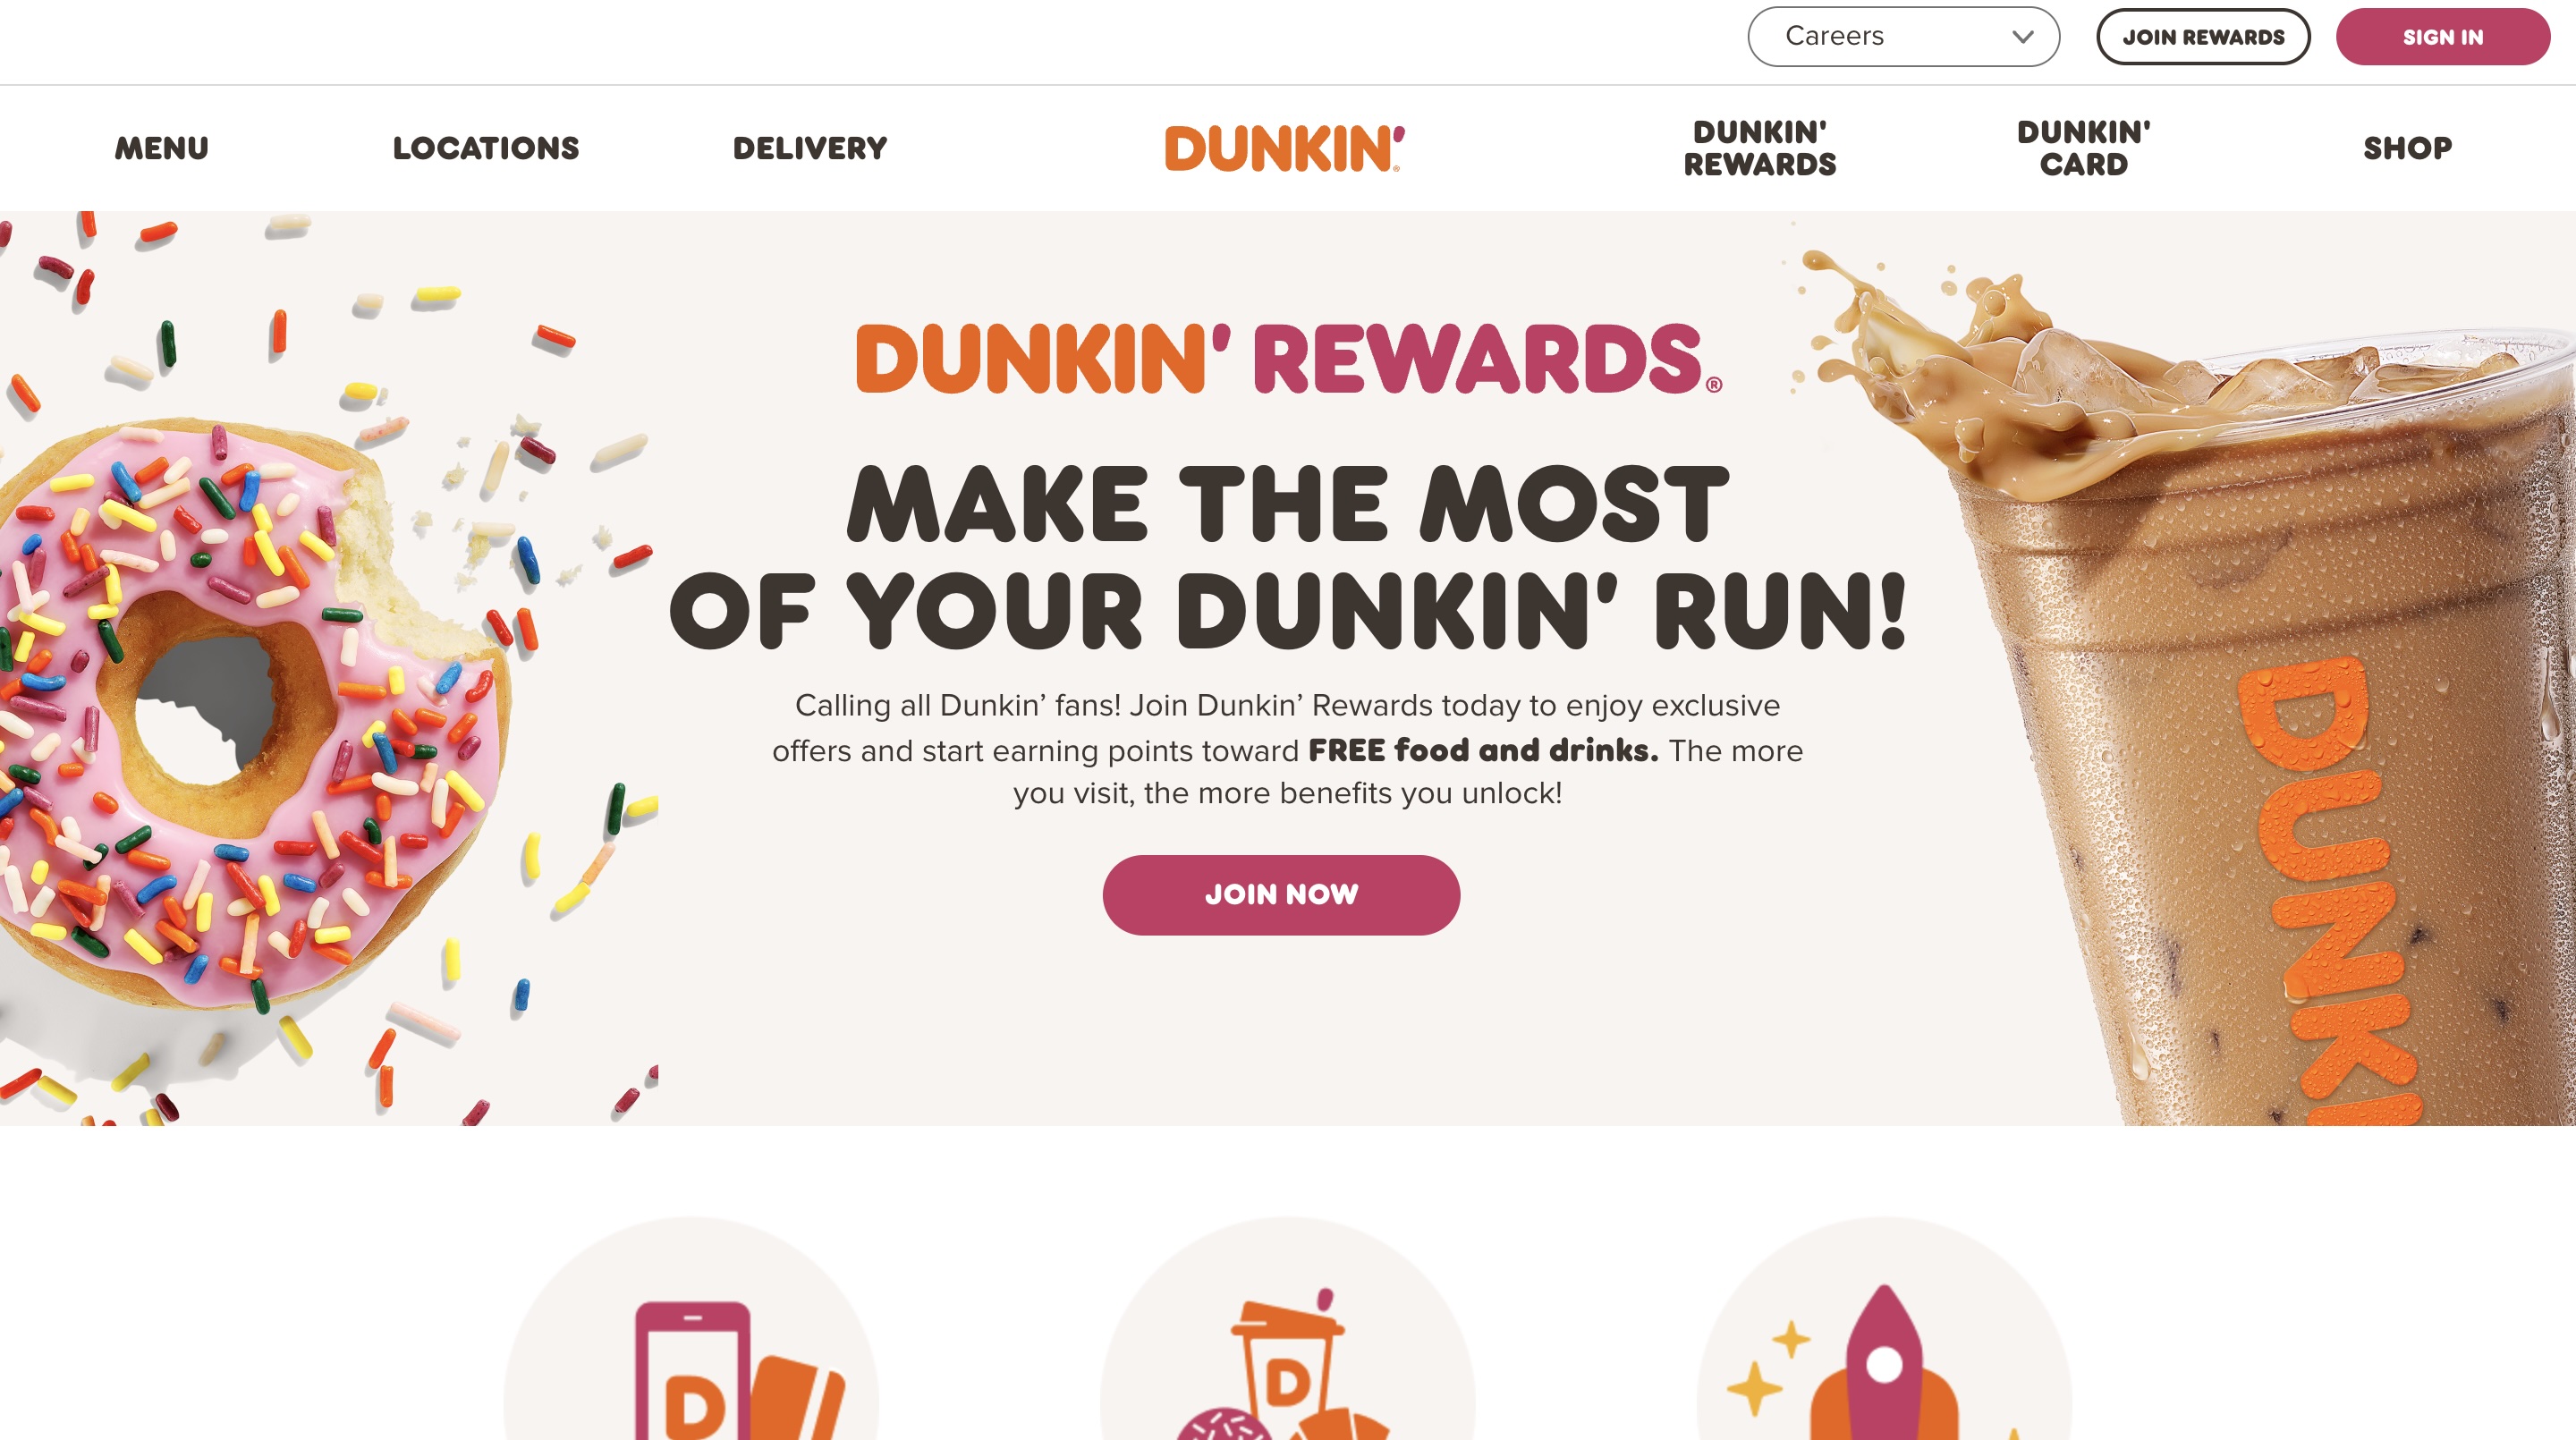 Careers
JOIN REWARDS
SIGN IN
MENU
LOCATIONS
DELIVERY
DUNKIN'®
DUNKIN'
REWARDS
DUNKIN'
CARD
SHOP
DUNKIN' REWARDS®
MAKE THE MOST
OF YOUR DUNKIN' RUN!
Calling all Dunkin’ fans! Join Dunkin’ Rewards today to enjoy exclusive
offers and start earning points toward FREE food and drinks. The more
you visit, the more benefits you unlock!
JOIN NOW
DUNKI
D
D